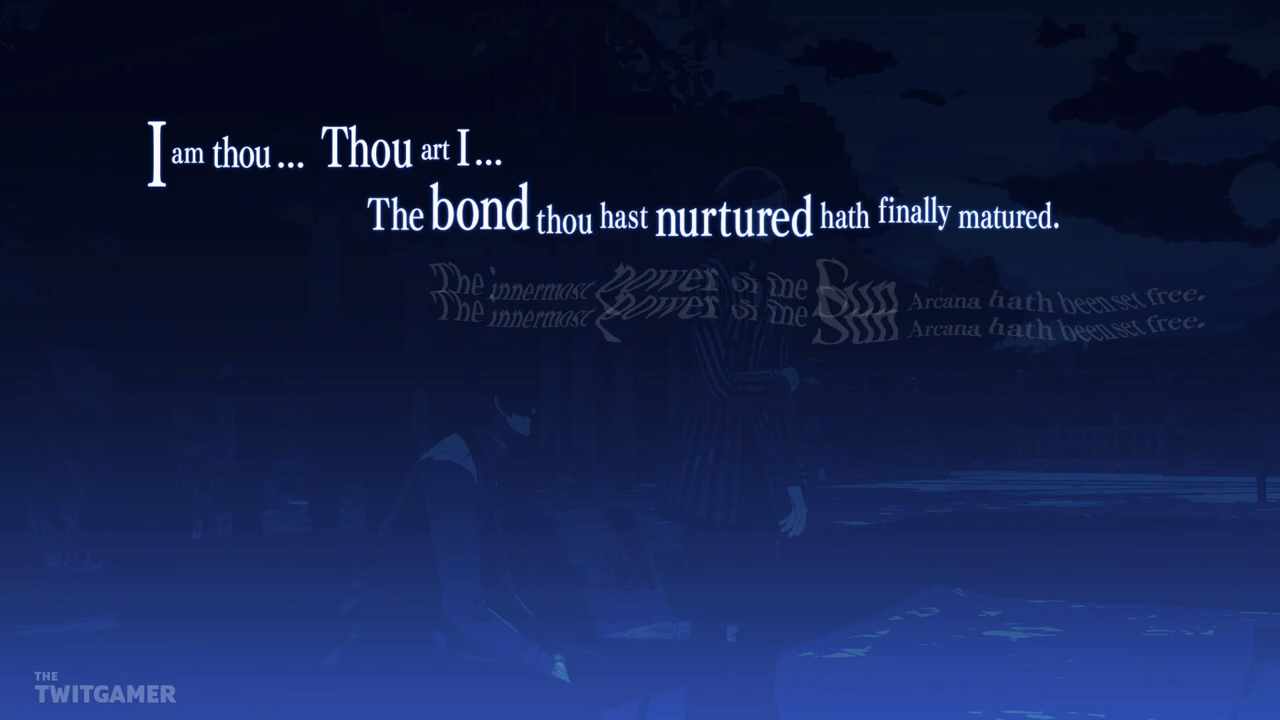 I am thou... Thou art I...
The bond thou hast nurtured hath finally matured.
The innermost power of the Sun Arcana hath been set free.
The innermost power of the Sun Arcana hath been set free.
THE
TWITGAMER